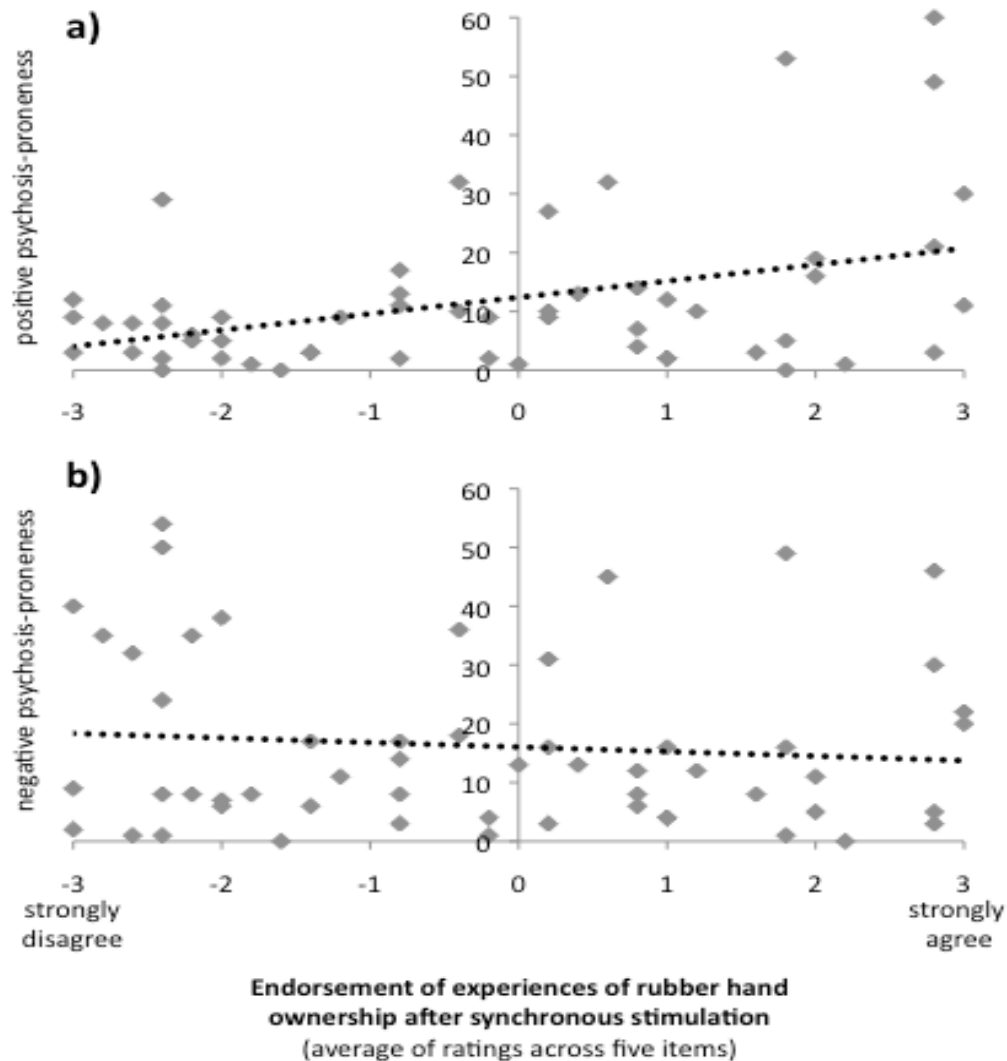 a)
positive psychosis-proneness
60
50
40
30
20
10
0
-3 -2 -1 0 1 2 3
b)
negative psychosis-proneness
60
50
40
30
20
10
0
-3 -2 -1 0 1 2 3
strongly disagree
strongly agree
Endorsement of experiences of rubber hand
ownership after synchronous stimulation
(average of ratings across five items)